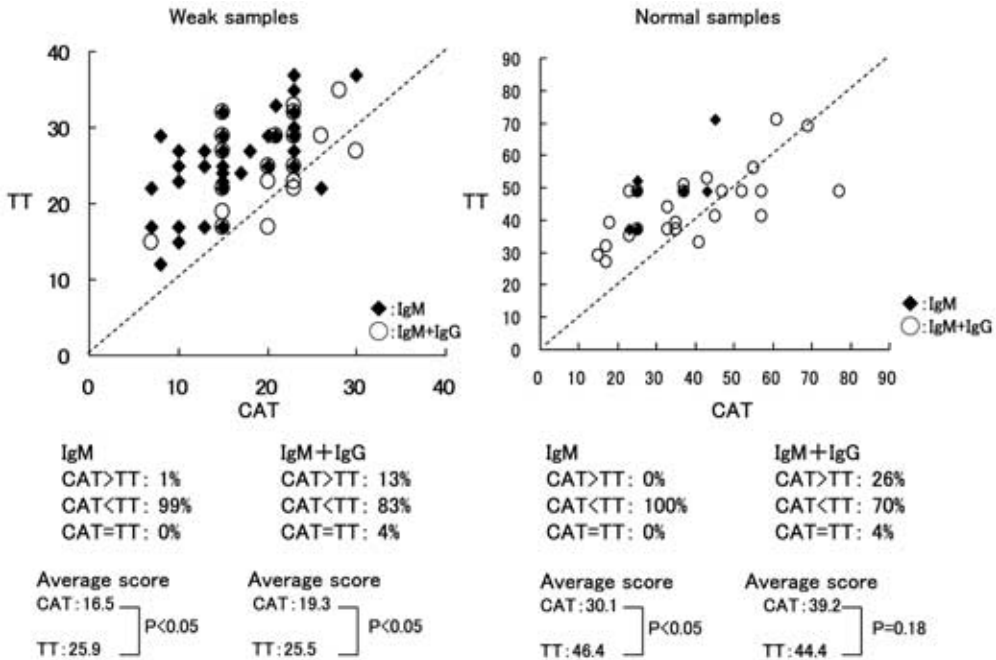 Weak samples
TT
40
30
20
10
0
0 10 20 30 40
CAT
◆:IgM
○:IgM+IgG
IgM
CAT>TT: 1%
CAT<TT: 99%
CAT=TT: 0%
IgM+IgG
CAT>TT: 13%
CAT<TT: 83%
CAT=TT: 4%
Average score
CAT:16.5
TT:25.9
P<0.05
Average score
CAT:19.3
TT:25.5
P<0.05
Normal samples
TT
90
80
70
60
50
40
30
20
10
0
0 10 20 30 40 50 60 70 80 90
CAT
◆:IgM
○:IgM+IgG
IgM
CAT>TT: 0%
CAT<TT: 100%
CAT=TT: 0%
IgM+IgG
CAT>TT: 26%
CAT<TT: 70%
CAT=TT: 4%
Average score
CAT:30.1
TT:46.4
P<0.05
Average score
CAT:39.2
TT:44.4
P=0.18